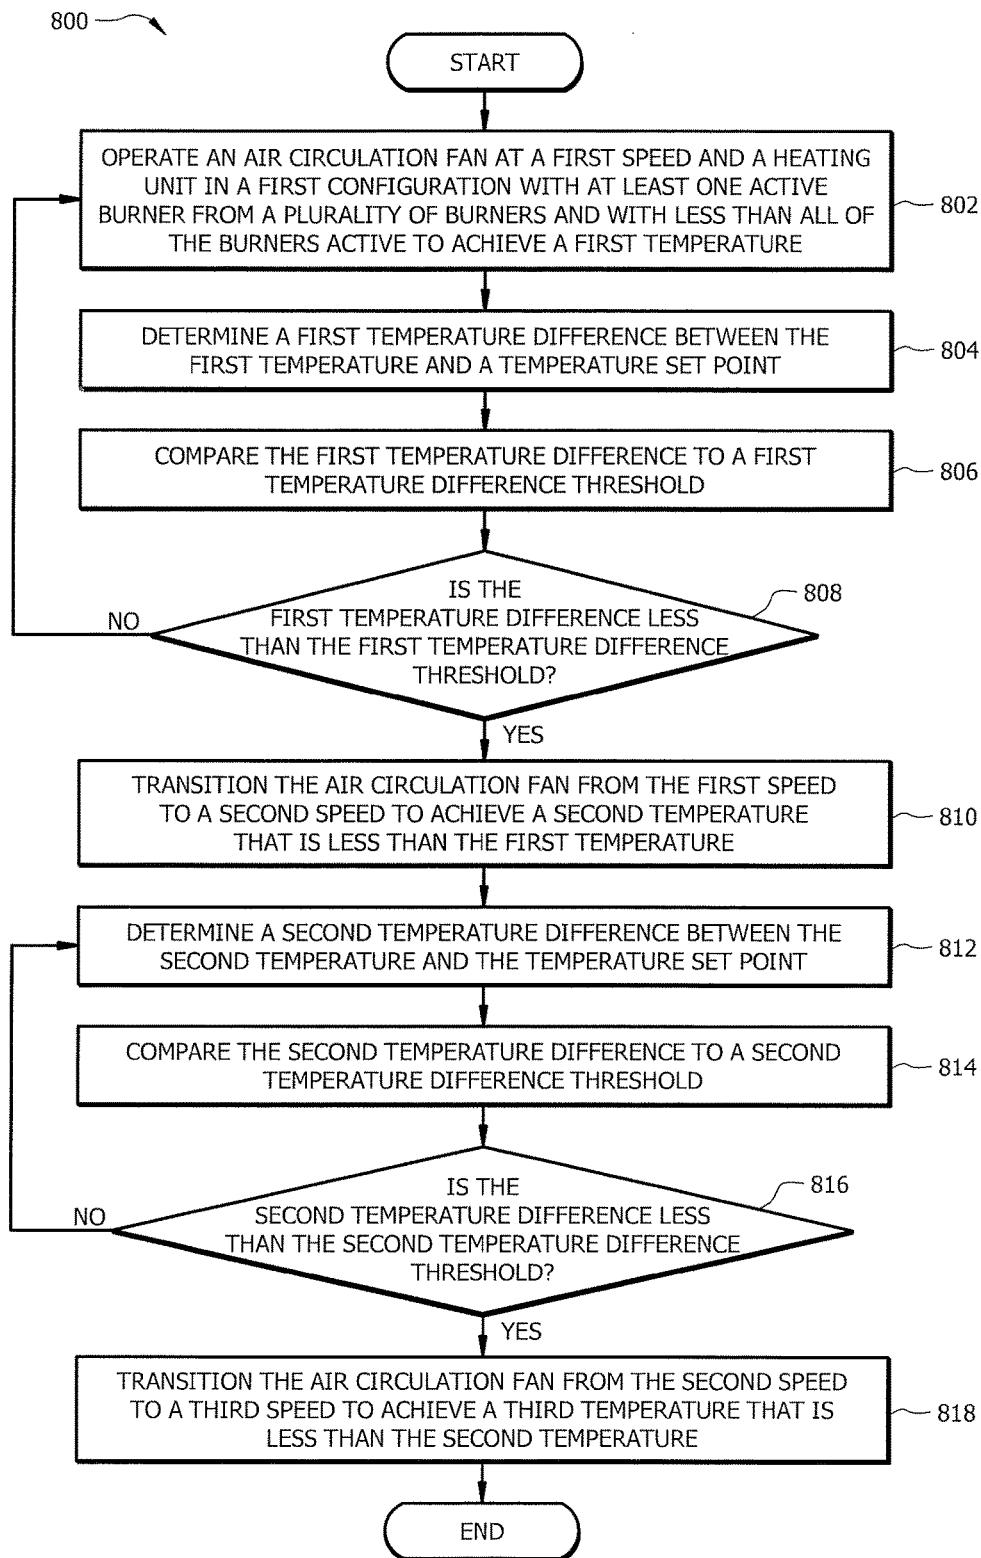 800
START
OPERATE AN AIR CIRCULATION FAN AT A FIRST SPEED AND A HEATING
UNIT IN A FIRST CONFIGURATION WITH AT LEAST ONE ACTIVE
BURNER FROM A PLURALITY OF BURNERS AND WITH LESS THAN ALL OF
THE BURNERS ACTIVE TO ACHIEVE A FIRST TEMPERATURE
802
DETERMINE A FIRST TEMPERATURE DIFFERENCE BETWEEN THE
FIRST TEMPERATURE AND A TEMPERATURE SET POINT
804
COMPARE THE FIRST TEMPERATURE DIFFERENCE TO A FIRST
TEMPERATURE DIFFERENCE THRESHOLD
806
IS THE
FIRST TEMPERATURE DIFFERENCE LESS
THAN THE FIRST TEMPERATURE DIFFERENCE
THRESHOLD?
808
NO
YES
TRANSITION THE AIR CIRCULATION FAN FROM THE FIRST SPEED
TO A SECOND SPEED TO ACHIEVE A SECOND TEMPERATURE
THAT IS LESS THAN THE FIRST TEMPERATURE
810
DETERMINE A SECOND TEMPERATURE DIFFERENCE BETWEEN THE
SECOND TEMPERATURE AND THE TEMPERATURE SET POINT
812
COMPARE THE SECOND TEMPERATURE DIFFERENCE TO A SECOND
TEMPERATURE DIFFERENCE THRESHOLD
814
IS THE
SECOND TEMPERATURE DIFFERENCE LESS
THAN THE SECOND TEMPERATURE DIFFERENCE
THRESHOLD?
816
NO
YES
TRANSITION THE AIR CIRCULATION FAN FROM THE SECOND SPEED
TO A THIRD SPEED TO ACHIEVE A THIRD TEMPERATURE THAT IS
LESS THAN THE SECOND TEMPERATURE
818
END